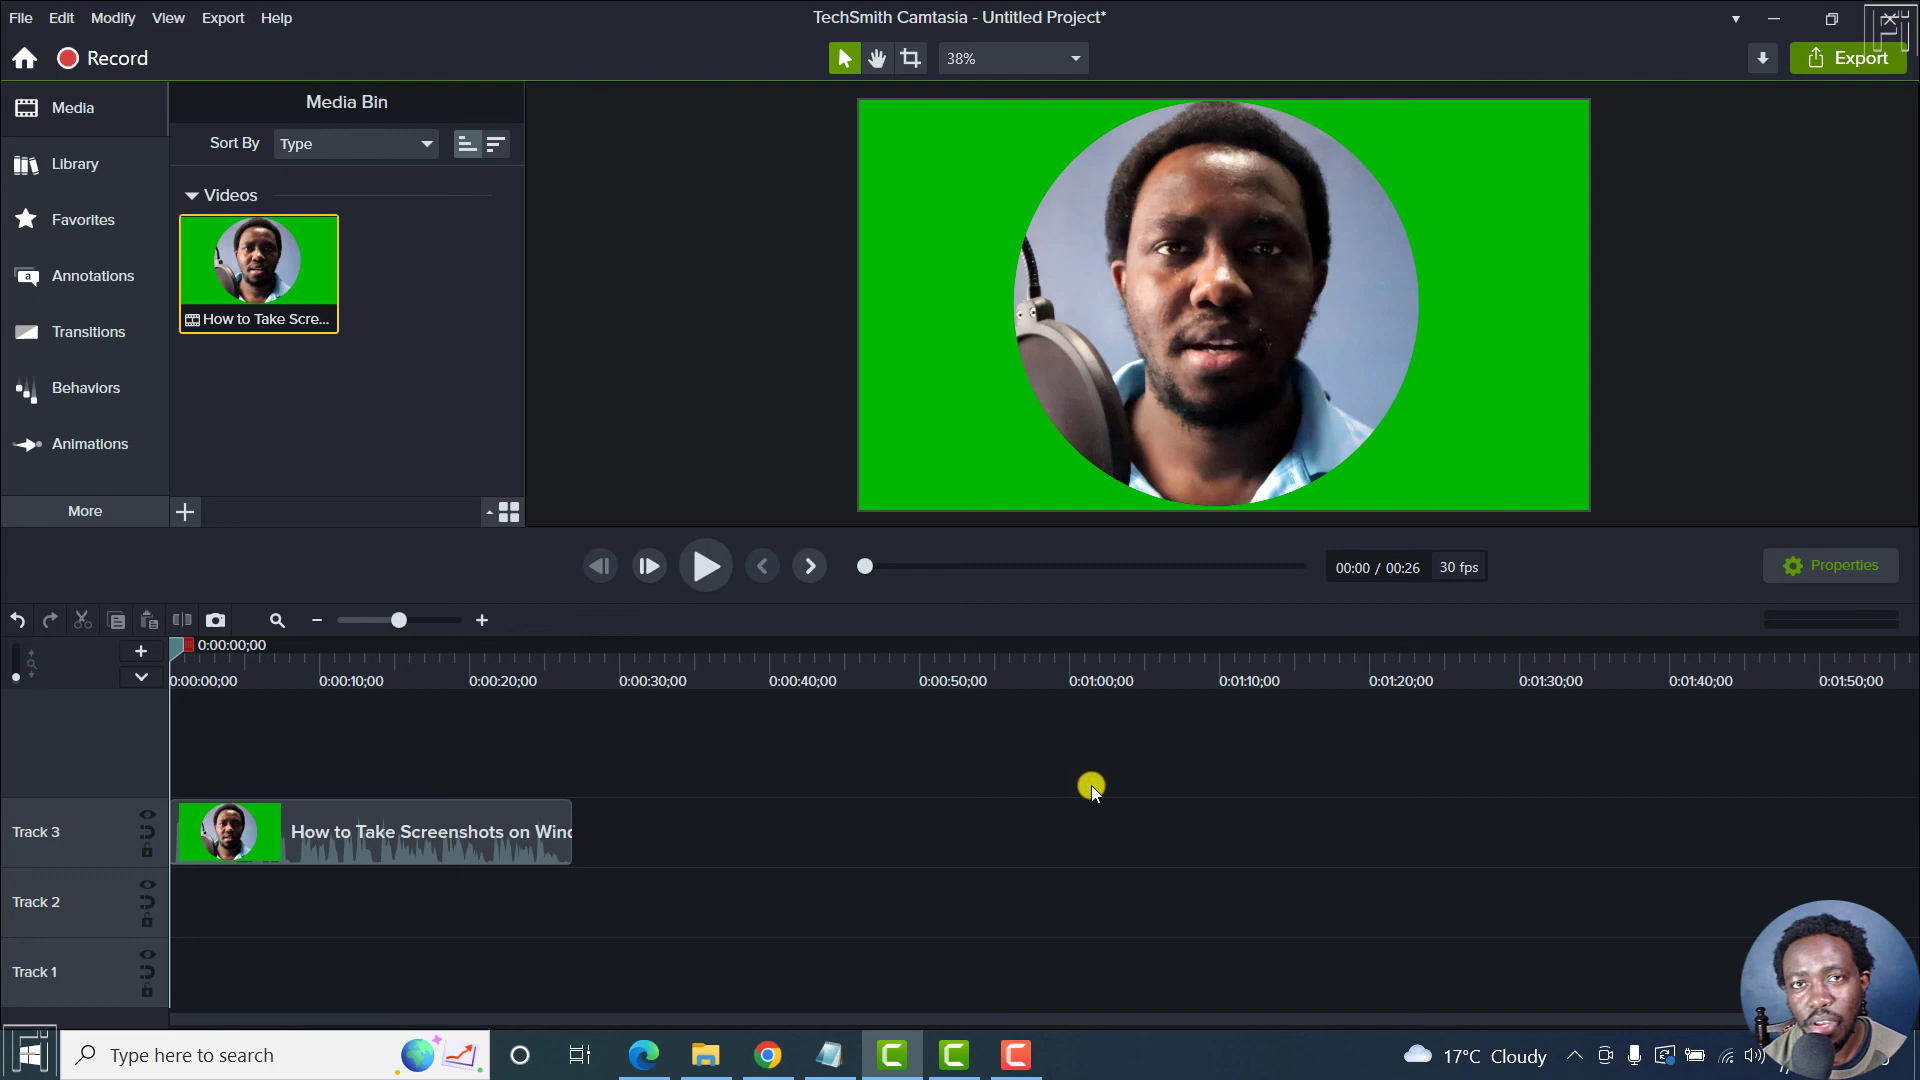 File Edit Modify View Export Help
TechSmith Camtasia - Untitled Project*
Record
38%
Export
Media
Media Bin
Sort By Type
Library
Videos
Favorites
Annotations
How to Take Scre...
Transitions
Behaviors
Animations
More
00:00 / 00:26 30 fps
Properties
0:00:00;00
0:00:00;00 0:00:10;00 0:00:20;00 0:00:30;00 0:00:40;00 0:00:50;00 0:01:00;00 0:01:10;00 0:01:20;00 0:01:30;00 0:01:40;00 0:01:50;00
Track 3
How to Take Screenshots on Winc
Track 2
Track 1
Type here to search
17°C Cloudy